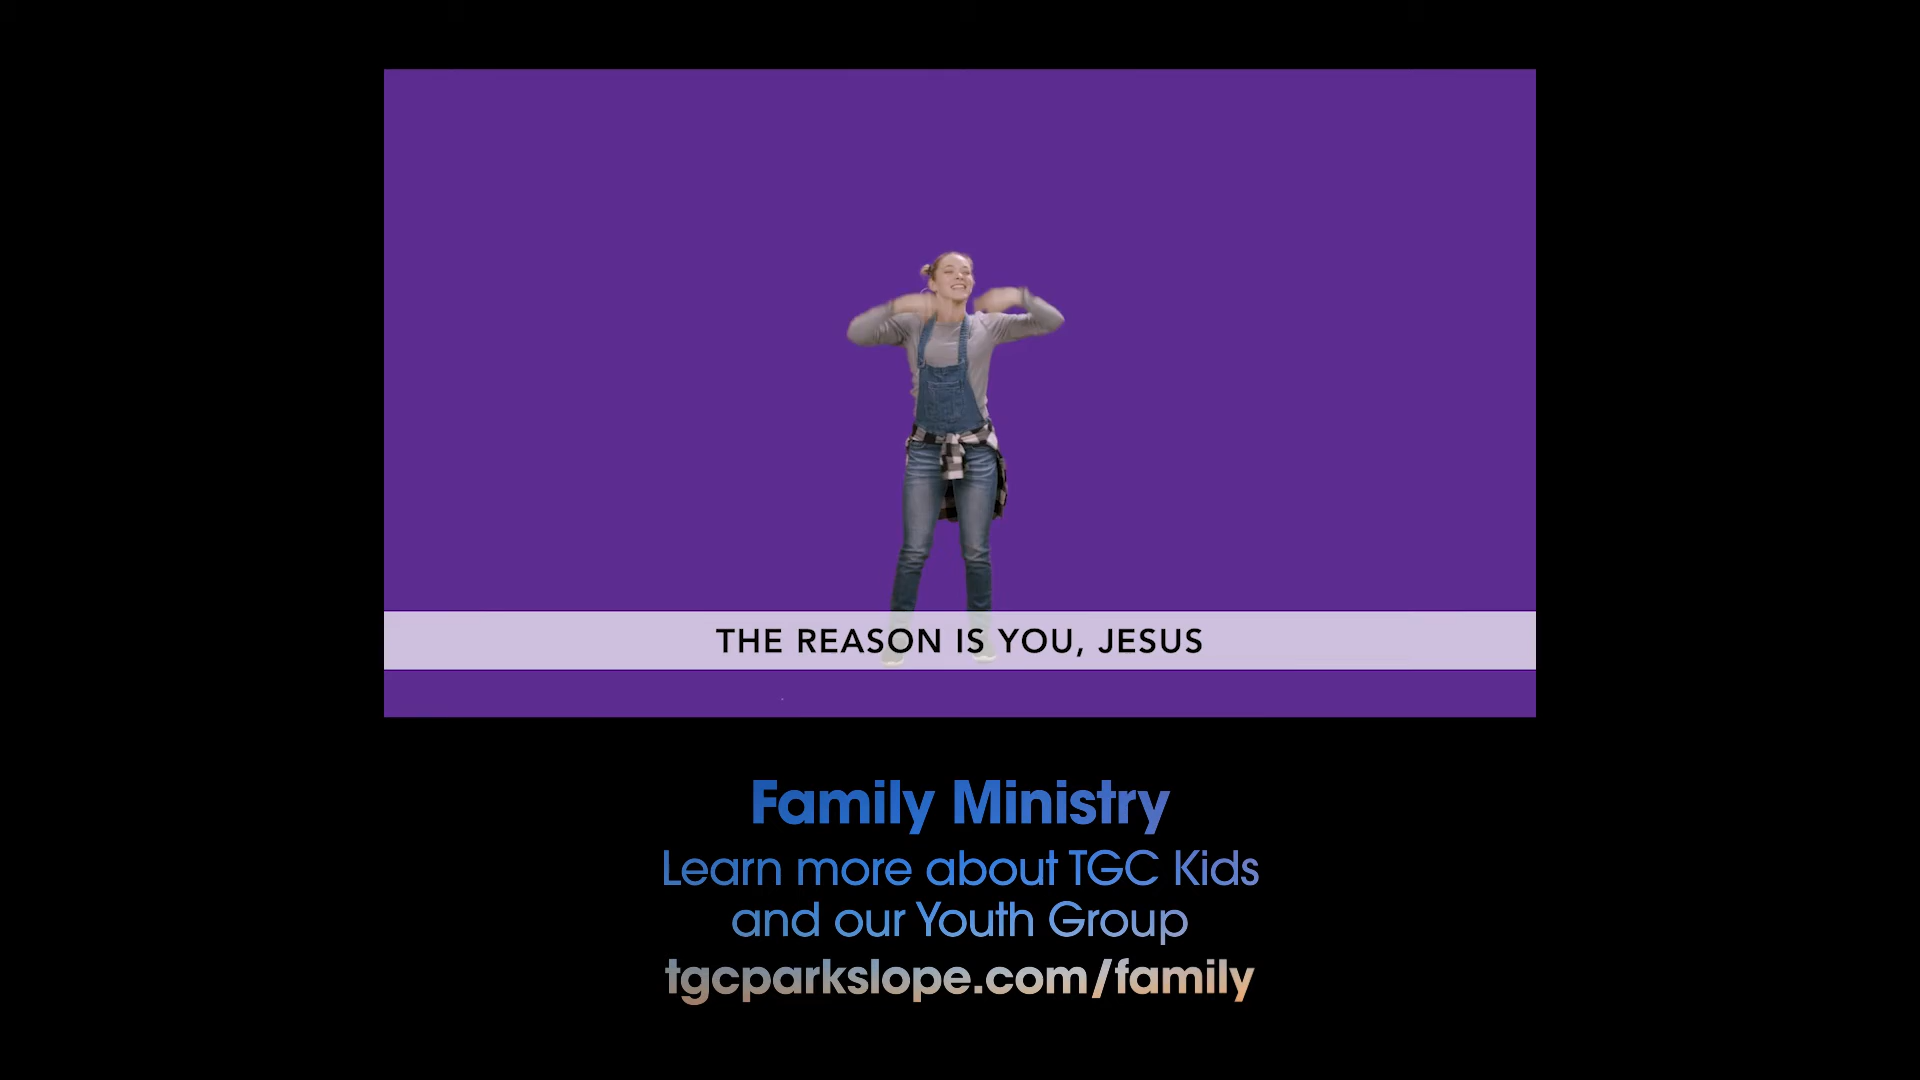 THE REASON IS YOU, JESUS
Family Ministry
Learn more about TGC Kids
and our Youth Group
tgcparkslope.com/family